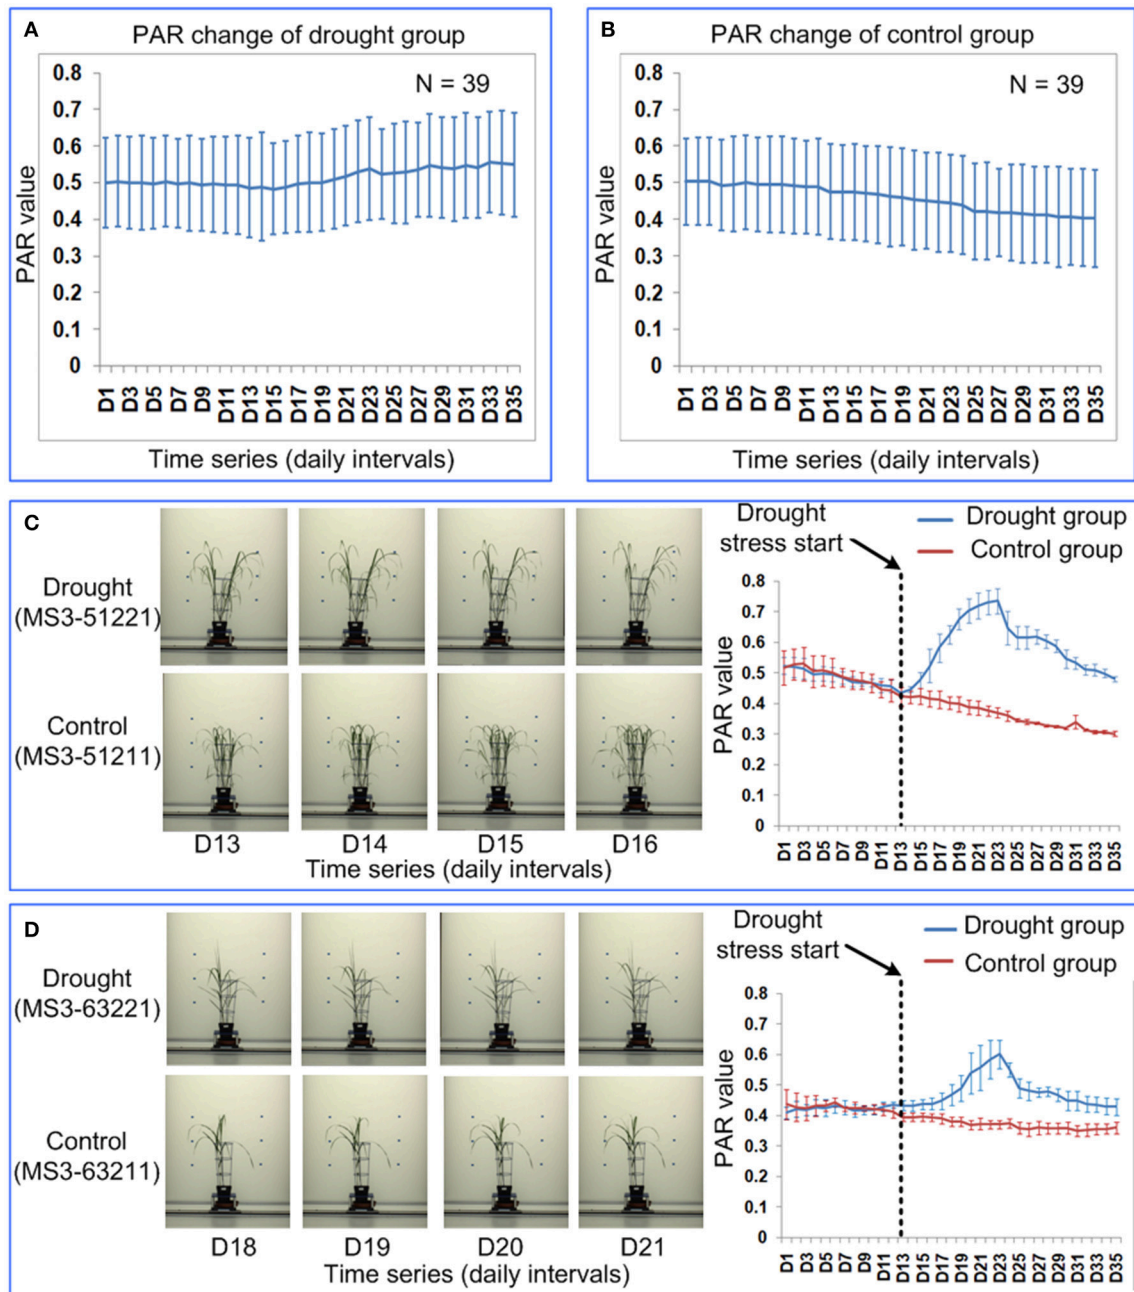 A
PAR change of drought group
N = 39
PAR value
0.8
0.7
0.6
0.5
0.4
0.3
0.2
0.1
0
D1 D3 D5 D7 D9 D11 D13 D15 D17 D19 D21 D23 D25 D27 D29 D31 D33 D35
Time series (daily intervals)
B
PAR change of control group
N = 39
PAR value
0.8
0.7
0.6
0.5
0.4
0.3
0.2
0.1
0
D1 D3 D5 D7 D9 D11 D13 D15 D17 D19 D21 D23 D25 D27 D29 D31 D33 D35
Time series (daily intervals)
C
Drought
(MS3-51221)
Control
(MS3-51211)
D13 D14 D15 D16
Time series (daily intervals)
Drought
stress start
Drought group
Control group
PAR value
0.8
0.7
0.6
0.5
0.4
0.3
0.2
0.1
0
D1 D3 D5 D7 D9 D11 D13 D15 D17 D19 D21 D23 D25 D27 D29 D31 D33 D35
D
Drought
(MS3-63221)
Control
(MS3-63211)
D18 D19 D20 D21
Time series (daily intervals)
Drought
stress start
Drought group
Control group
PAR value
0.8
0.7
0.6
0.5
0.4
0.3
0.2
0.1
0
D1 D3 D5 D7 D9 D11 D13 D15 D17 D19 D21 D23 D25 D27 D29 D31 D33 D35